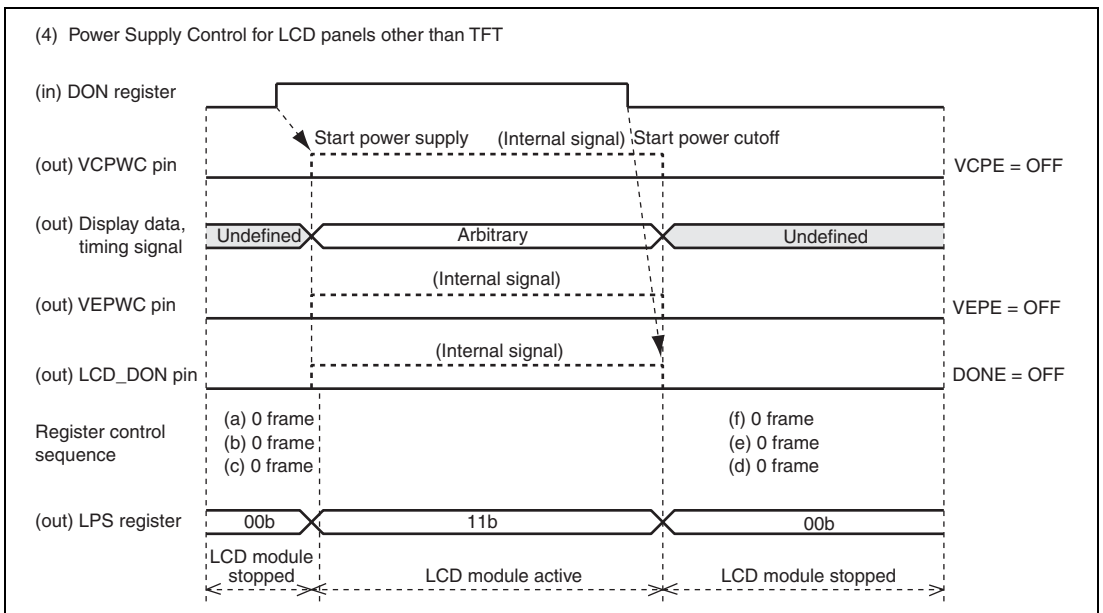 (4) Power Supply Control for LCD panels other than TFT
(in) DON register
Start power supply (Internal signal) Start power cutoff
(out) VCPWC pin VCPE = OFF
(out) Display data, timing signal Undefined Arbitrary Undefined
(Internal signal)
(out) VEPWC pin VEPE = OFF
(Internal signal)
(out) LCD_DON pin DONE = OFF
Register control sequence
(a) 0 frame (f) 0 frame
(b) 0 frame (e) 0 frame
(c) 0 frame (d) 0 frame
(out) LPS register 00b 11b 00b
LCD module stopped LCD module active LCD module stopped